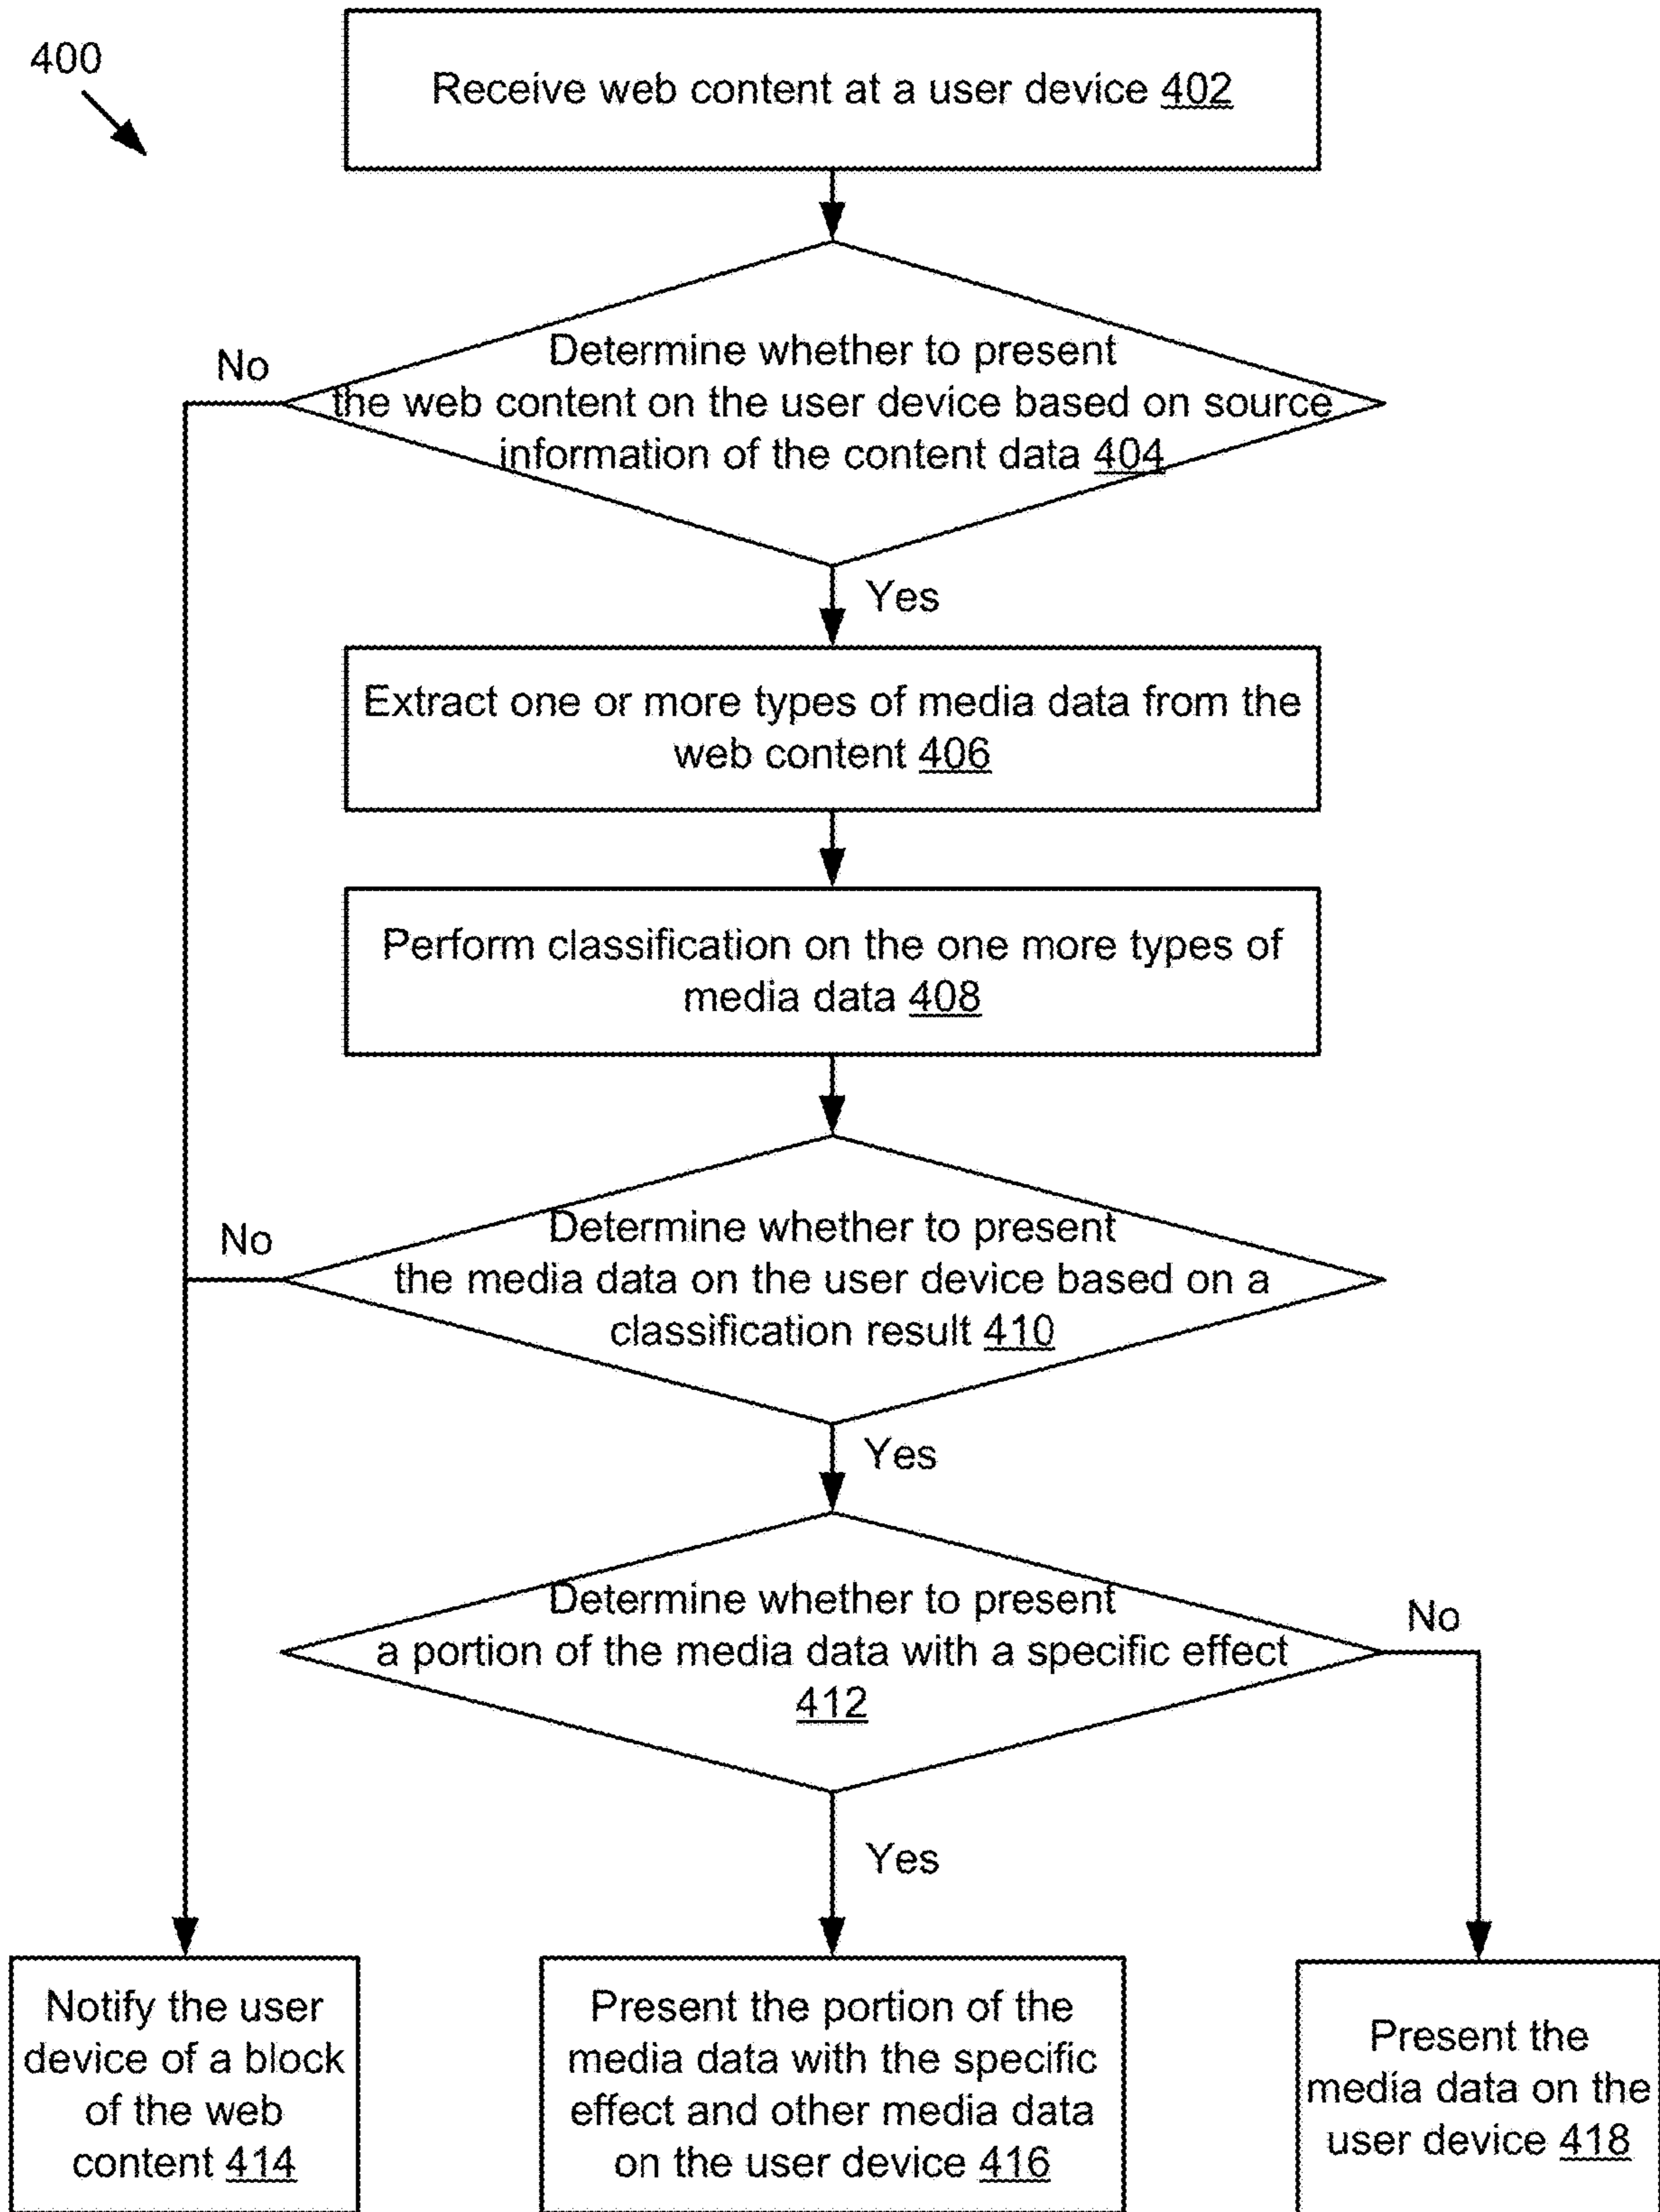 400
Receive web content at a user device 402
Determine whether to present
the web content on the user device based on source
information of the content data 404
No
Yes
Extract one or more types of media data from the
web content 406
Perform classification on the one more types of
media data 408
Determine whether to present
the media data on the user device based on a
classification result 410
No
Yes
Determine whether to present
a portion of the media data with a specific effect
412
No
Yes
Notify the user
device of a block
of the web
content 414
Present the portion of the
media data with the specific
effect and other media data
on the user device 416
Present the
media data on the
user device 418